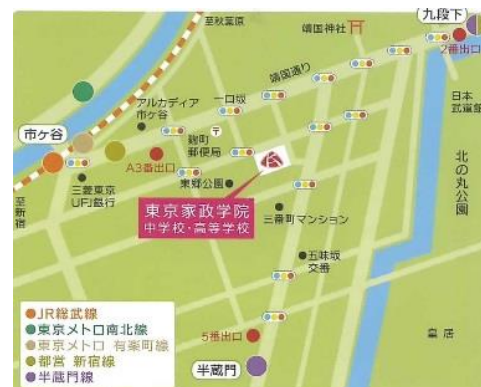 至秋葉原
靖国神社
九段下
2番出口
靖国通り
日本
武道館
アルカディア
市ヶ谷
一口坂
市ヶ谷
麹町
郵便局
A3番出口
東郷公園
北の丸公園
三菱東京
UFJ銀行
至新宿
東京家政学院
中学校・高等学校
三番町マンション
五味坂
交番
JR総武線
東京メトロ南北線
東京メトロ 有楽町線
都営 新宿線
半蔵門線
5番出口
半蔵門
皇居